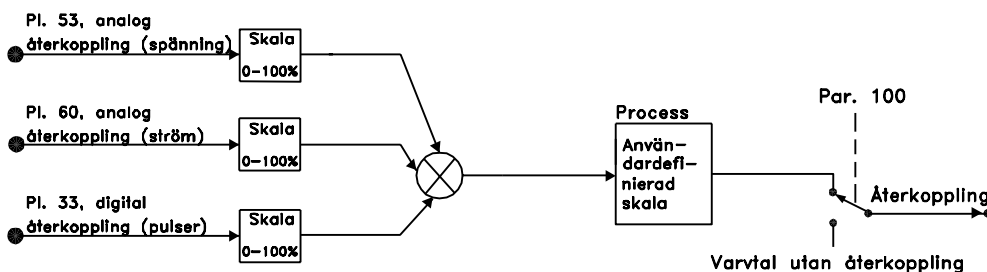 Pl. 53, analog
återkoppling (spänning)
Skala
0-100%
Pl. 60, analog
återkoppling (ström)
Skala
0-100%
Pl. 33, digital
återkoppling (pulser)
Skala
0-100%
Process
Använ-
dardefi-
nierad
skala
Par. 100
Återkoppling
Varvtal utan återkoppling